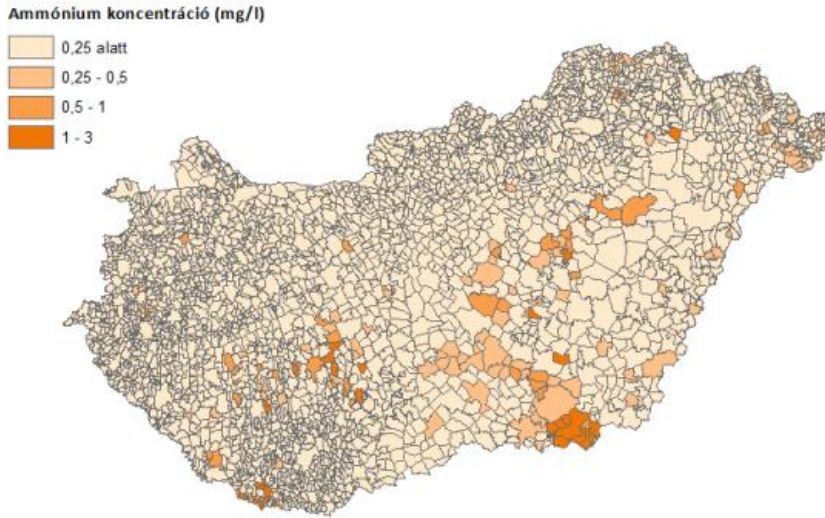 Ammónium koncentráció (mg/l)
0,25 alatt
0,25 - 0,5
0,5 - 1
1 - 3